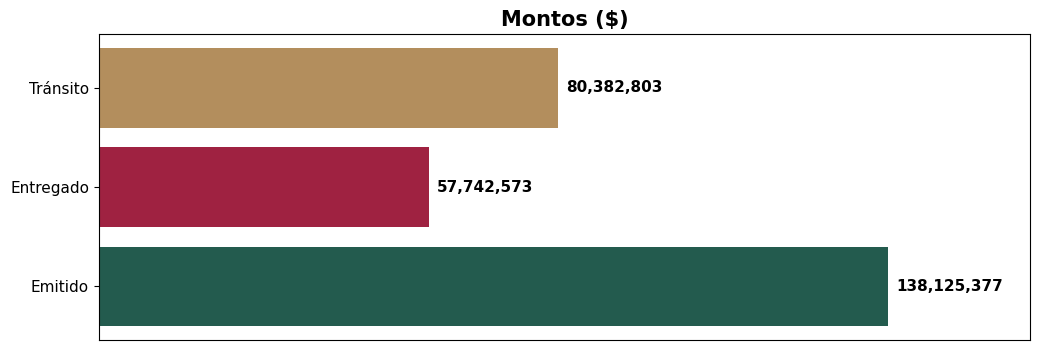 Montos ($)
Tránsito
80,382,803
Entregado
57,742,573
Emitido
138,125,377